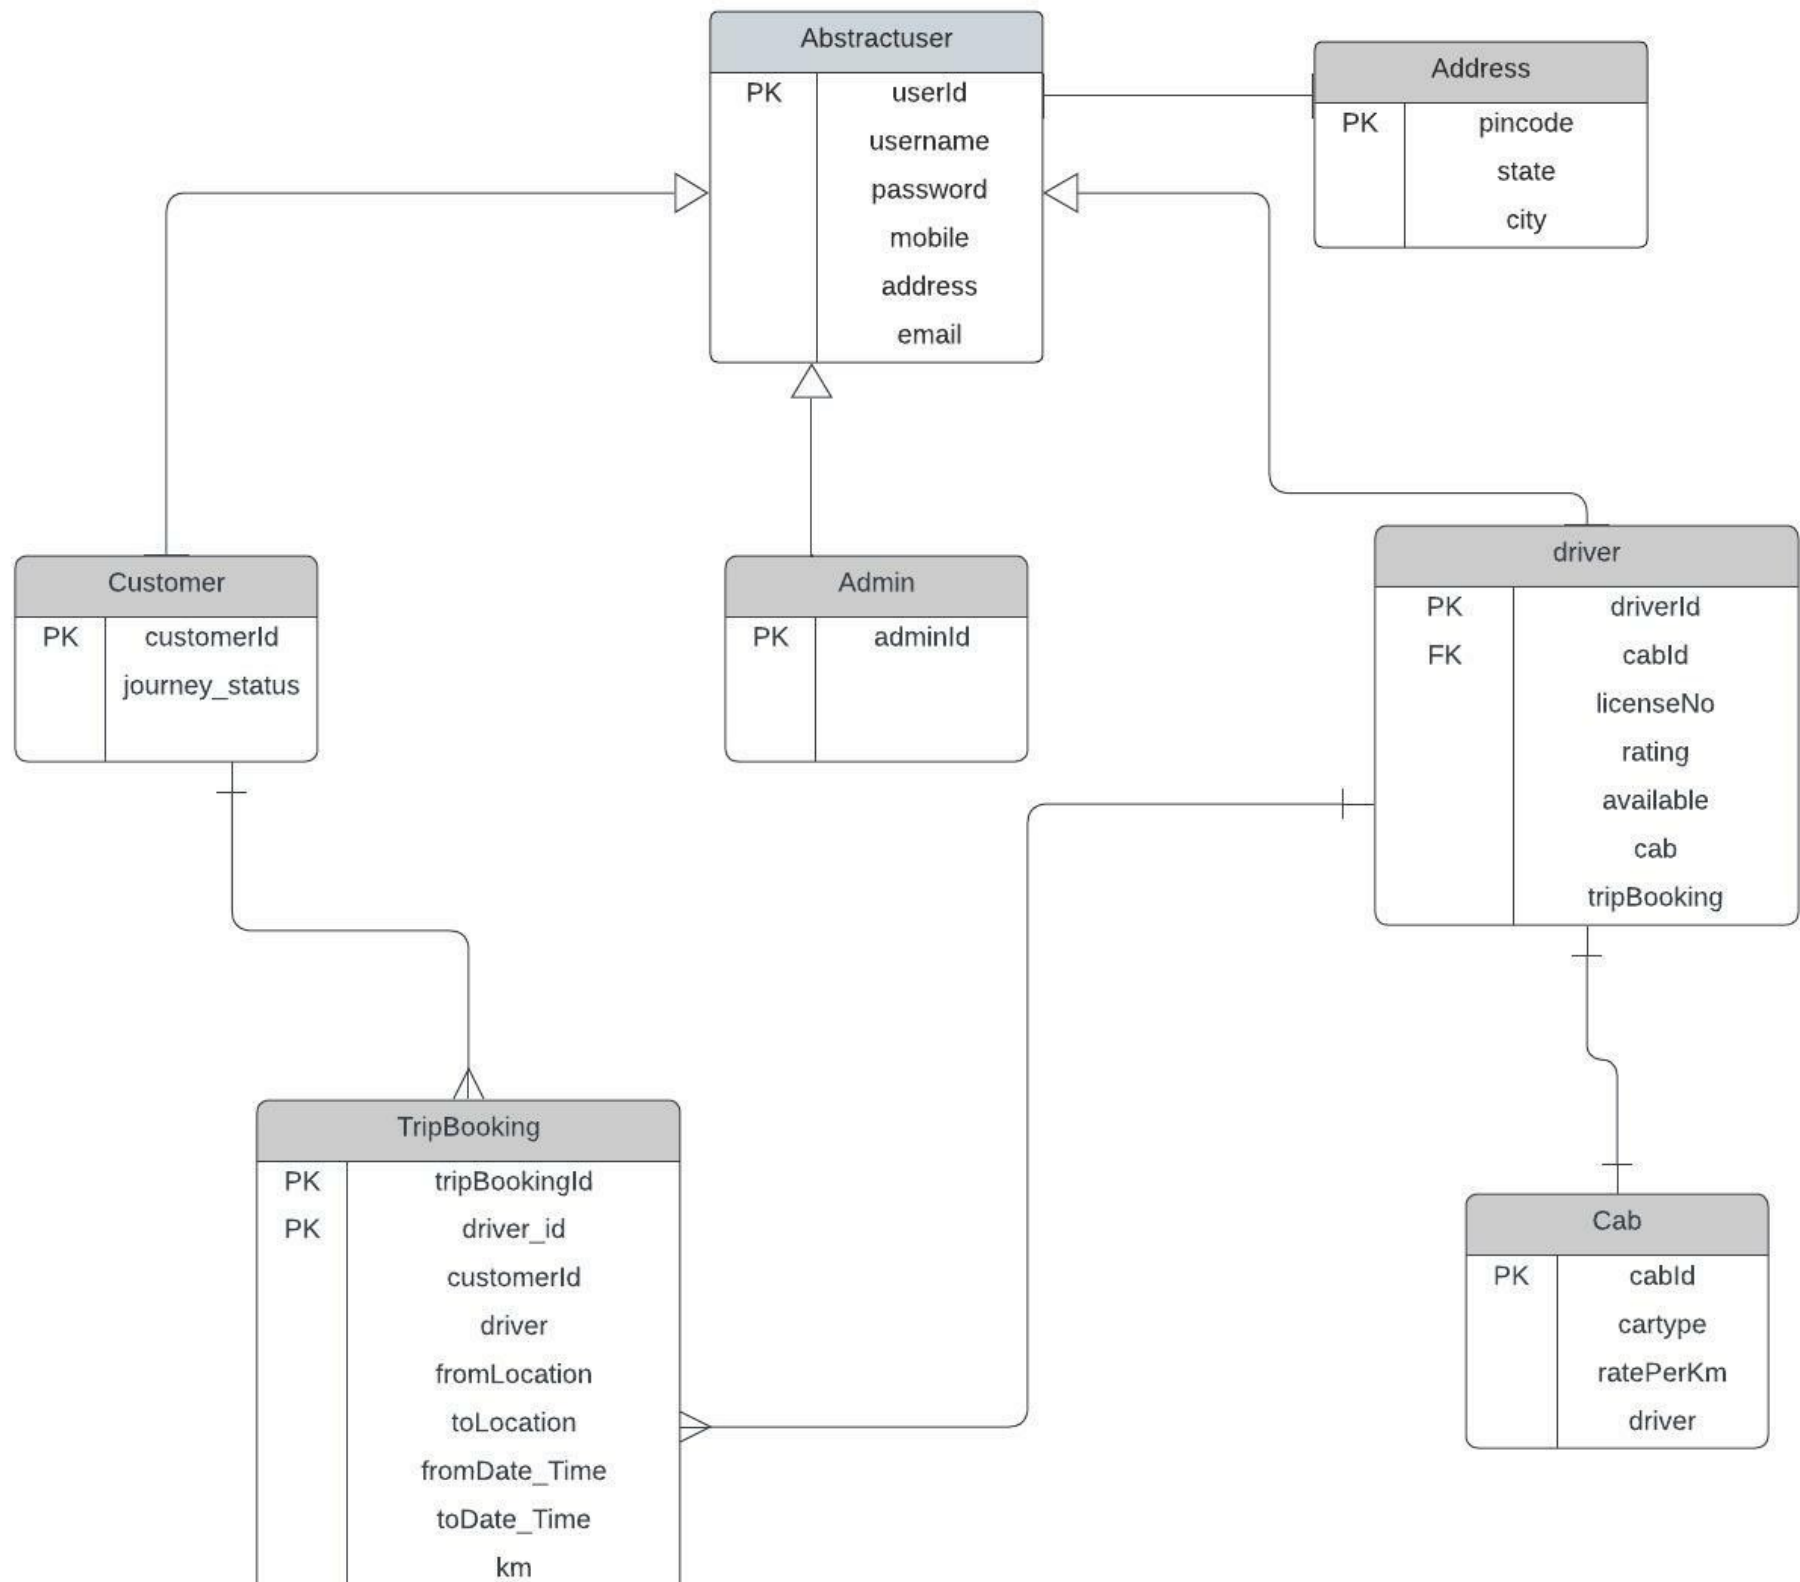 Abstractuser
PK userId
username
password
mobile
address
email
Address
PK pincode
state
city
Customer
PK customerId
journey_status
Admin
PK adminId
driver
PK driverId
FK cabId
licenseNo
rating
available
cab
tripBooking
TripBooking
PK tripBookingId
PK driver_id
customerId
driver
fromLocation
toLocation
fromDate_Time
toDate_Time
km
Cab
PK cabId
cartype
ratePerKm
driver